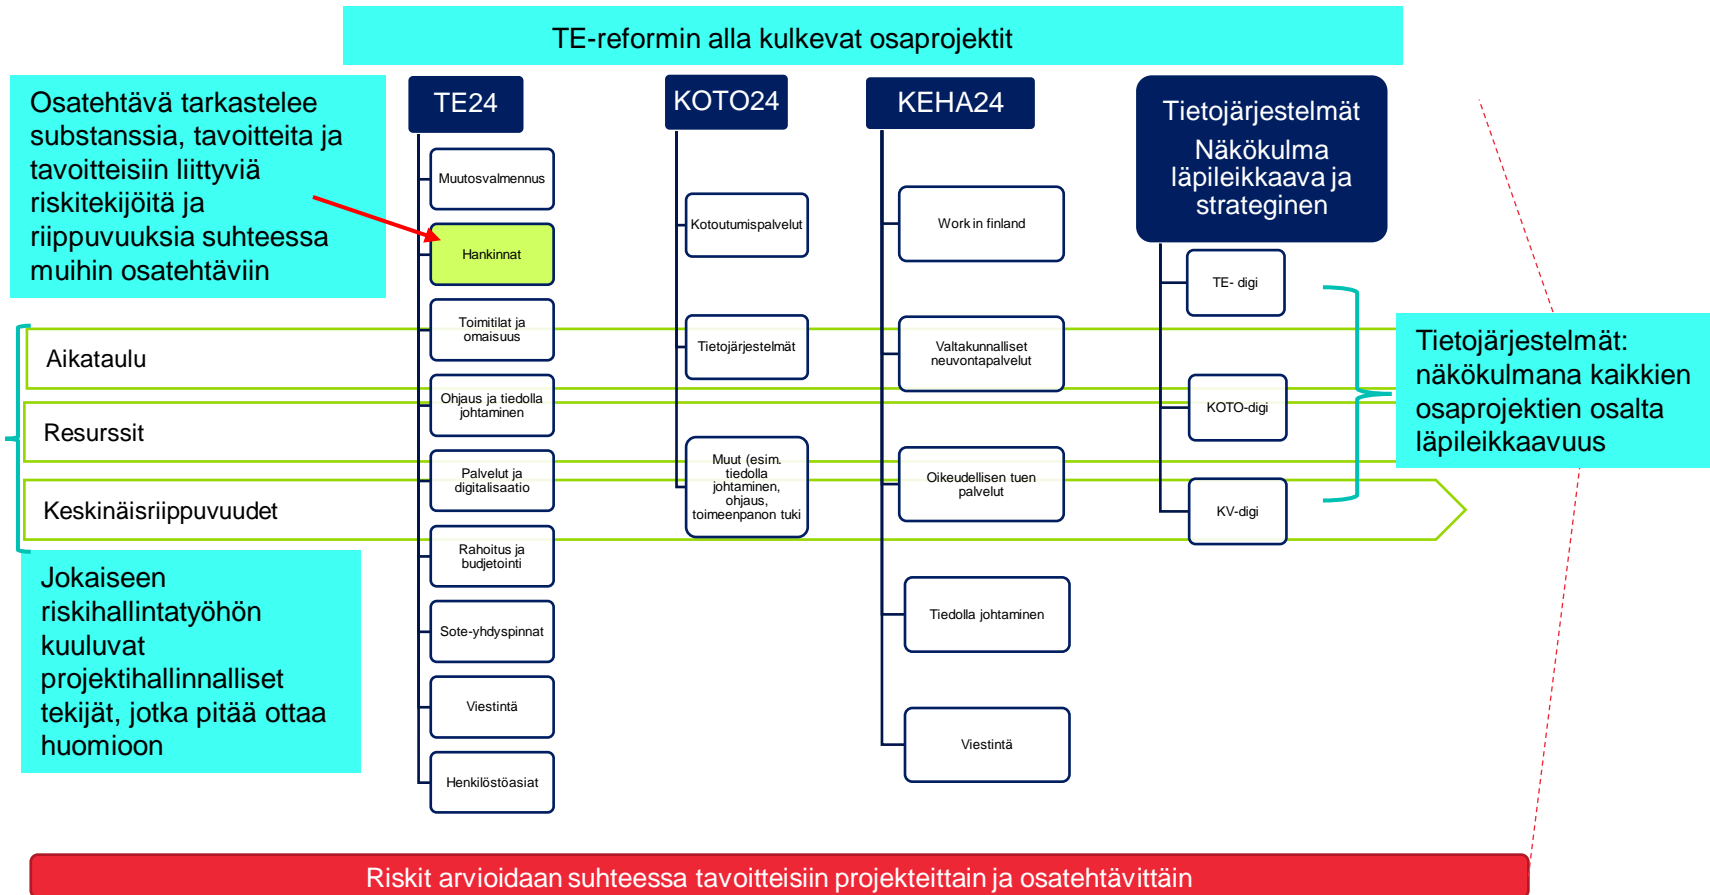 TE-reformin alla kulkevat osaprojektit
Osatehtävä tarkastelee
substanssia, tavoitteita ja
tavoitteisiin liittyviä
riskitekijöitä ja
riippuvuuksia suhteessa
muihin osatehtäviin
TE24
Muutosvalmennus
Hankinnat
Toimitilat ja
omaisuus
Ohjaus ja tiedolla
johtaminen
Palvelut ja
digitalisaatio
Rahoitus ja
budjetointi
Sote-yhdyspinnat
Viestintä
Henkilöstöasiat
KOTO24
Kotoutumispalvelut
Tietojärjestelmät
Muut (esim.
tiedolla
johtaminen,
ohjaus,
toimeenpanon tuki
KEHA24
Work in finland
Valtakunnalliset
neuvontapalvelut
Oikeudellisen tuen
palvelut
Tiedolla johtaminen
Viestintä
Tietojärjestelmät
Näkökulma
läpileikkaava ja
strateginen
TE- digi
KOTO-digi
KV-digi
Tietojärjestelmät:
näkökulmana kaikkien
osaprojektien osalta
läpileikkaavuus
Aikataulu
Resurssit
Keskinäisriippuvuudet
Jokaiseen
riskihallintatyöhön
kuuluvat
projektihallinnalliset
tekijät, jotka pitää ottaa
huomioon
Riskit arvioidaan suhteessa tavoitteisiin projekteittain ja osatehtävittäin